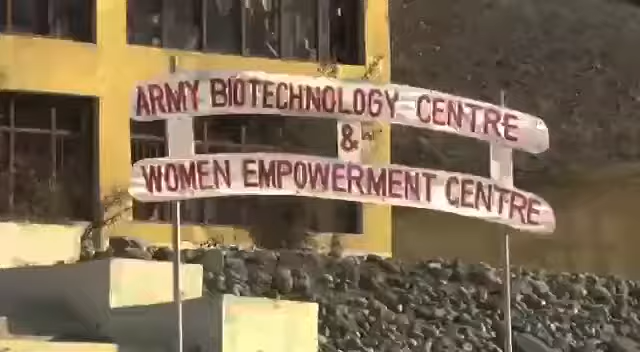 ARMY BIOTECHNOLOGY CENTRE
&
WOMEN EMPOWERMENT CENTRE